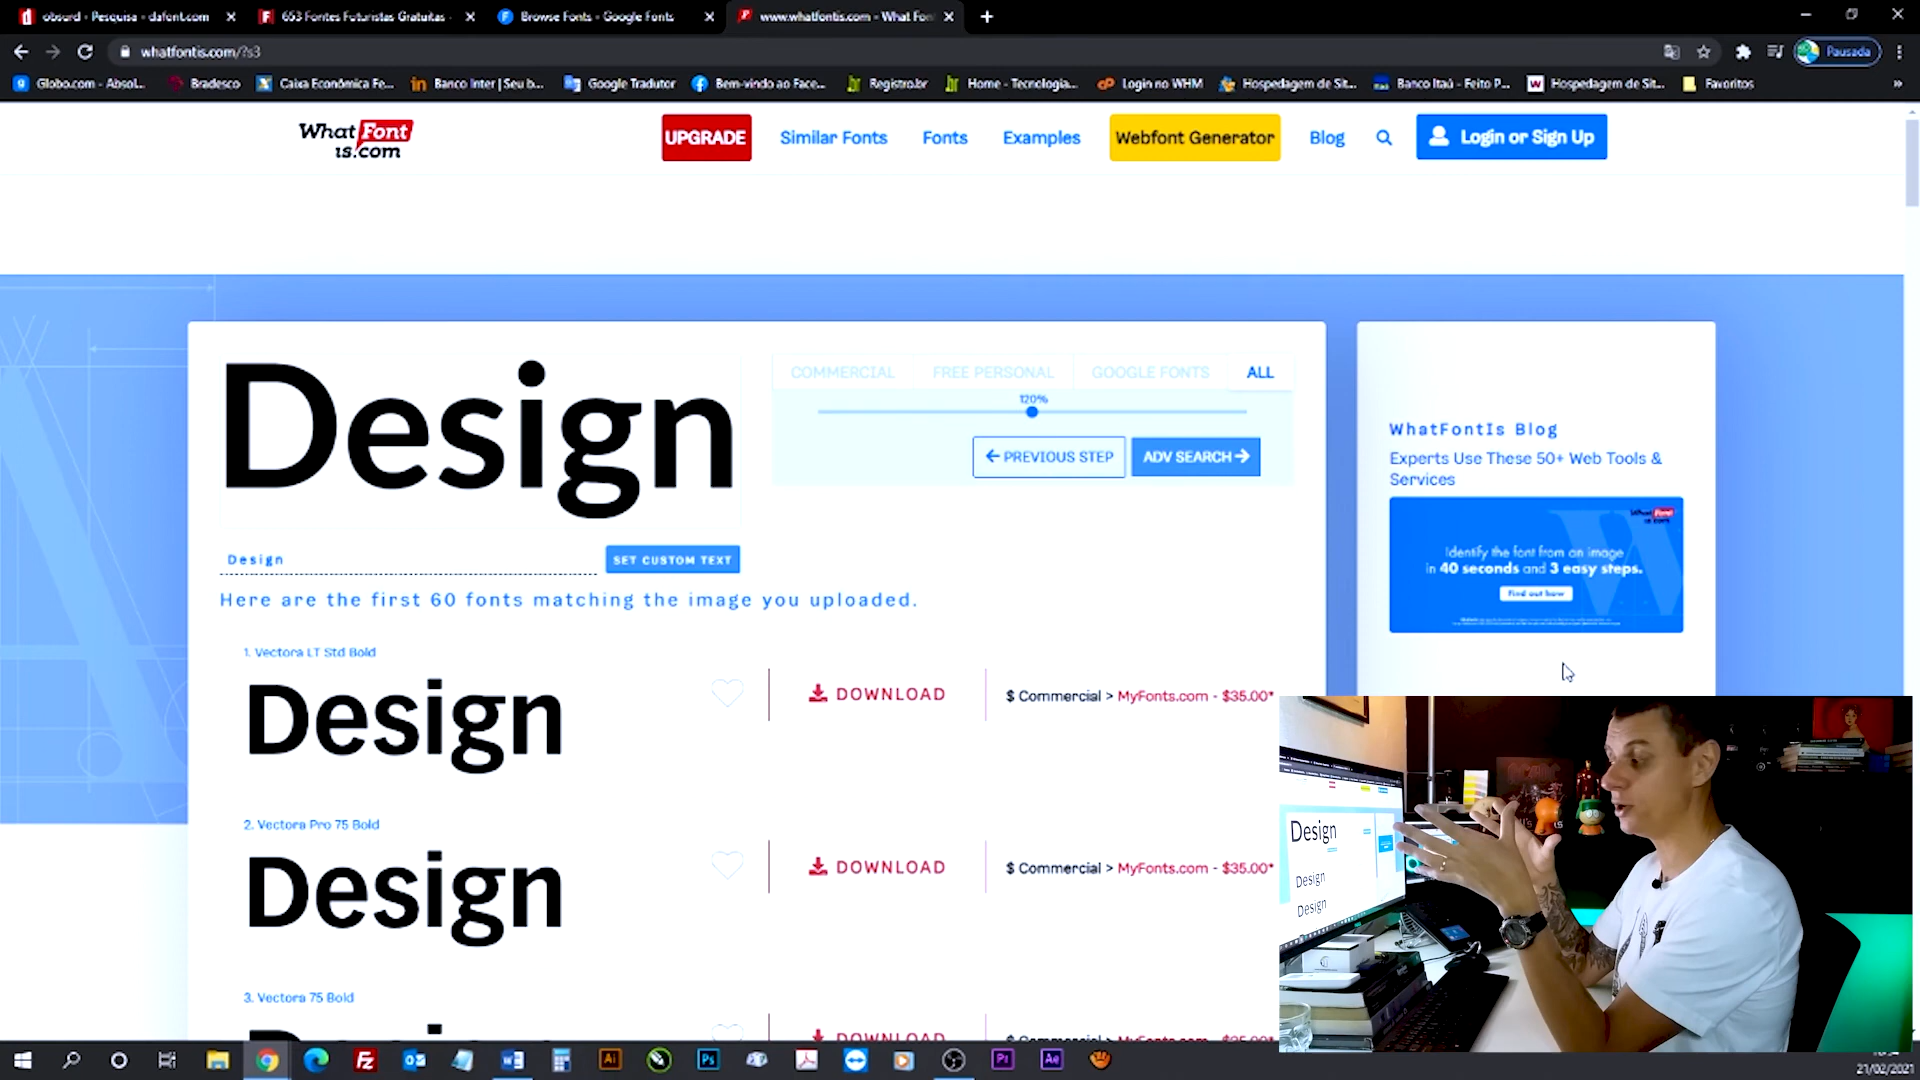 obsurd - Pesquisa - dafont.com
653 Fontes Futuristas Gratuitas -
Browse Fonts - Google Fonts
www.whatfontis.com - What Fon
whatfontis.com/?s3
Pausada
Globo.com - Absol...
Bradesco
Caixa Econômica Fe...
Banco Inter | Seu b...
Google Tradutor
Bem-vindo ao Face...
Registro.br
Home - Tecnologia...
Login no WHM
Hospedagem de Sit...
Banco Itaú - Feito P...
Hospedagem de Sit...
Favoritos
What Font
is.com
UPGRADE
Similar Fonts
Fonts
Examples
Webfont Generator
Blog
Login or Sign Up
Design
COMMERCIAL
FREE PERSONAL
GOOGLE FONTS
ALL
120%
PREVIOUS STEP
ADV SEARCH
Design
SET CUSTOM TEXT
Here are the first 60 fonts matching the image you uploaded.
WhatFontIs Blog
Experts Use These 50+ Web Tools &
Services
Identify the font from an image
in 40 seconds and 3 easy steps.
Find out how
1. Vectora LT Std Bold
Design
DOWNLOAD
$ Commercial > MyFonts.com - $35.00*
2. Vectora Pro 75 Bold
Design
DOWNLOAD
$ Commercial > MyFonts.com - $35.00*
3. Vectora 75 Bold
DOWNLOAD
$ Commercial > MyFonts.com - $35.00*
Design
Design
Design
21/02/2021